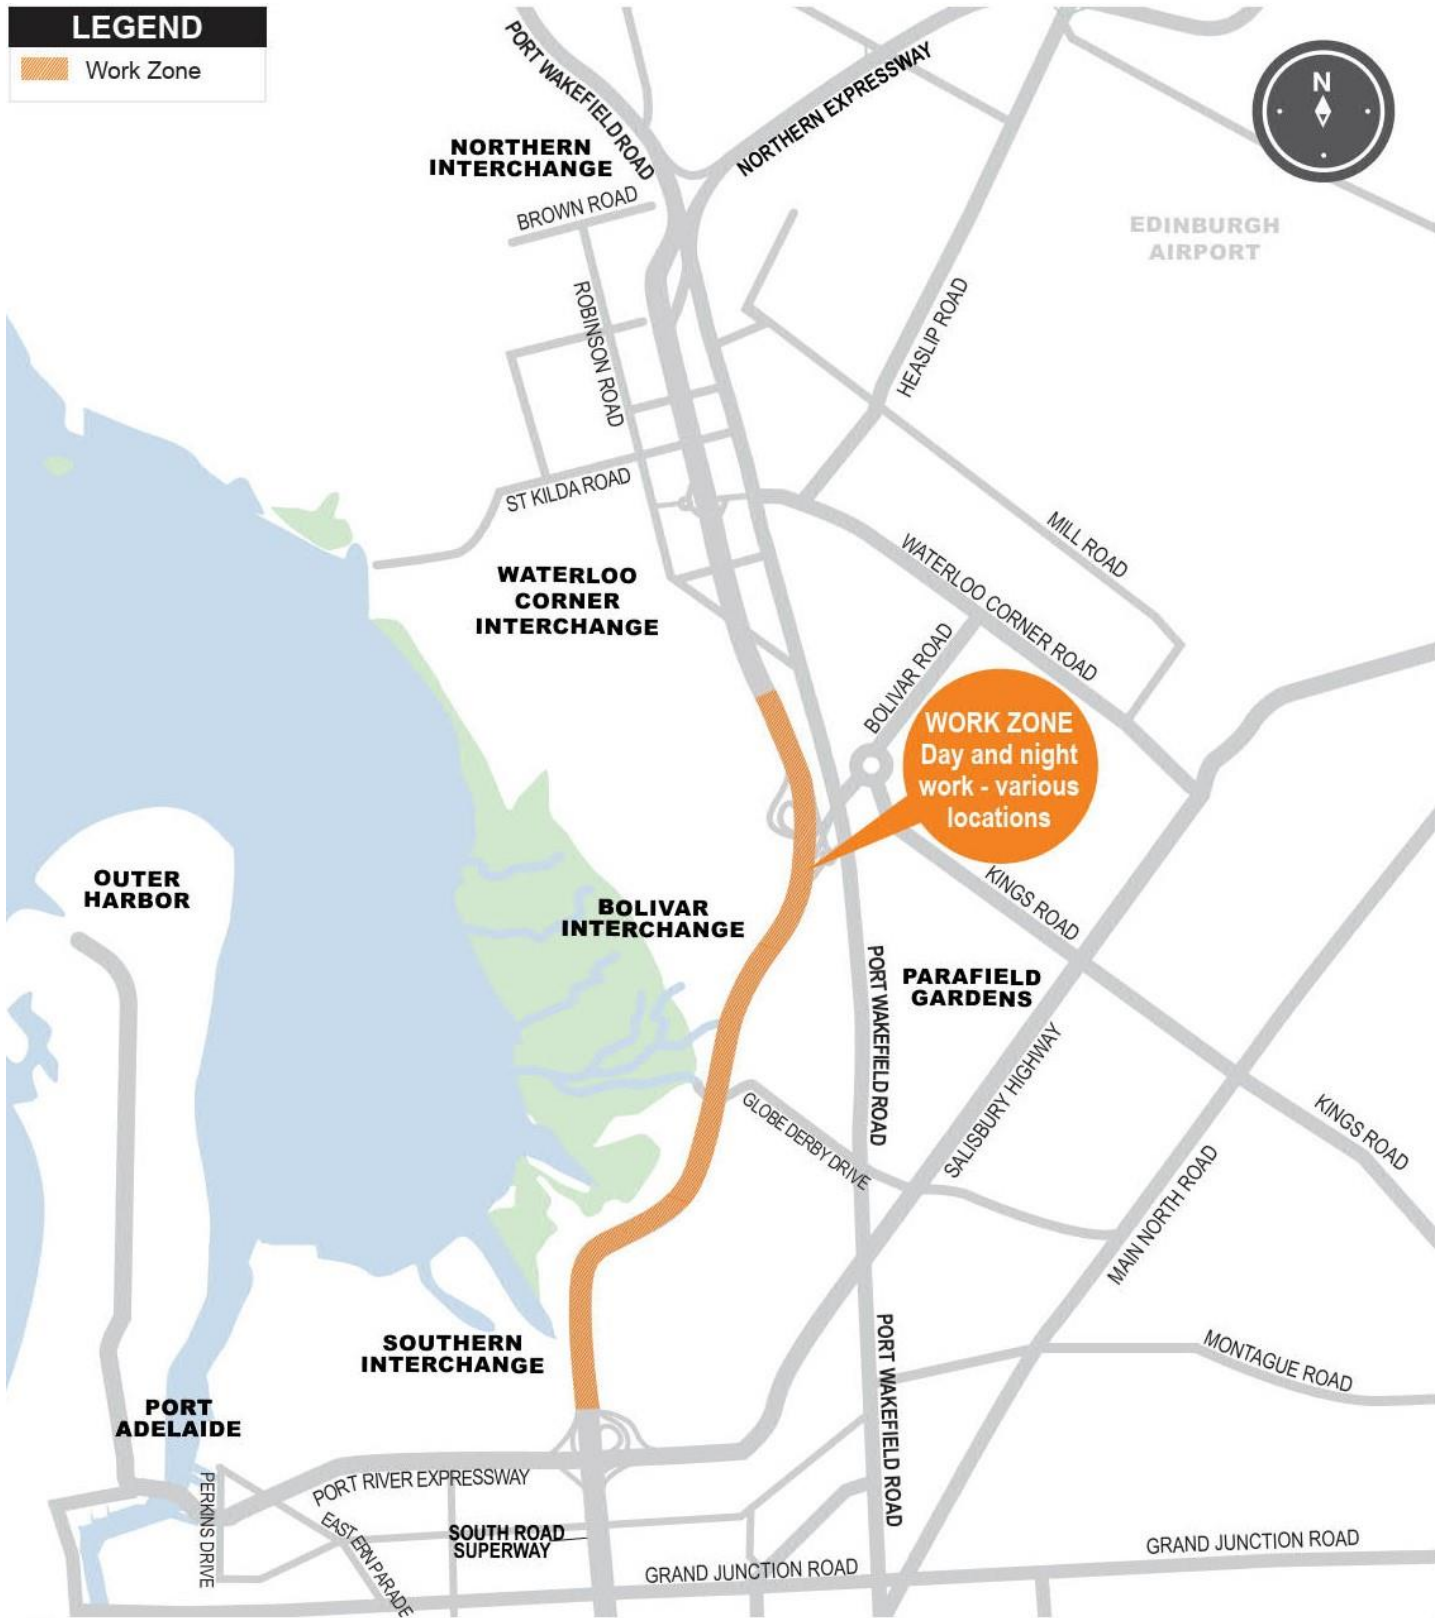 LEGEND
Work Zone
PORT WAKEFIELD ROAD
NORTHERN EXPRESSWAY
N
NORTHERN
INTERCHANGE
BROWN ROAD
EDINBURGH
AIRPORT
ROBINSON ROAD
HEASLIP ROAD
ST KILDA ROAD
MILL ROAD
WATERLOO CORNER ROAD
WATERLOO
CORNER
INTERCHANGE
BOLIVAR ROAD
WORK ZONE
Day and night
work - various
locations
OUTER
HARBOR
BOLIVAR
INTERCHANGE
KINGS ROAD
PARAFIELD
GARDENS
PORT WAKEFIELD ROAD
SALISBURY HIGHWAY
GLOBE DERBY DRIVE
KINGS ROAD
MAIN NORTH ROAD
SOUTHERN
INTERCHANGE
PORT WAKEFIELD ROAD
MONTAGUE ROAD
PORT
ADELAIDE
PORT RIVER EXPRESSWAY
PERKINS DRIVE
EASTERN PARADE
SOUTH ROAD
SUPERWAY
GRAND JUNCTION ROAD
GRAND JUNCTION ROAD